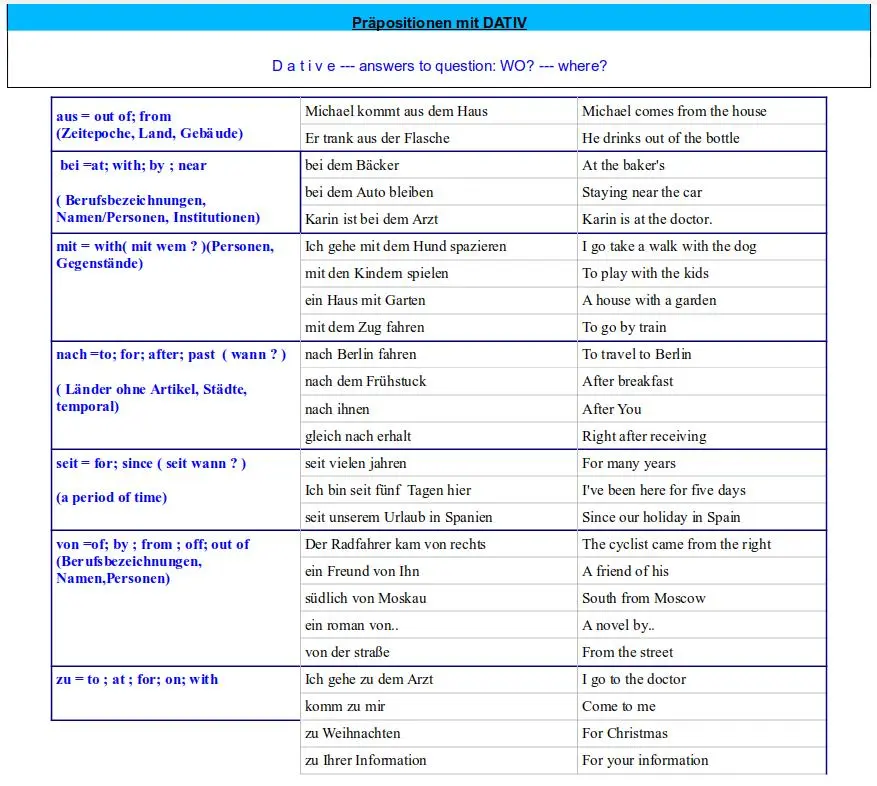 Präpositionen mit DATIV
D a t i v e --- answers to question: WO? --- where?
aus = out of; from
(Zeitepoche, Land, Gebäude)
Michael kommt aus dem Haus
Michael comes from the house
Er trank aus der Flasche
He drinks out of the bottle
bei =at; with; by ; near
( Berufsbezeichnungen,
Namen/Personen, Institutionen)
bei dem Bäcker
At the baker's
bei dem Auto bleiben
Staying near the car
Karin ist bei dem Arzt
Karin is at the doctor.
mit = with( mit wem ? )(Personen,
Gegenstände)
Ich gehe mit dem Hund spazieren
I go take a walk with the dog
mit den Kindern spielen
To play with the kids
ein Haus mit Garten
A house with a garden
mit dem Zug fahren
To go by train
nach =to; for; after; past ( wann ? )
( Länder ohne Artikel, Städte,
temporal)
nach Berlin fahren
To travel to Berlin
nach dem Frühstuck
After breakfast
nach ihnen
After You
gleich nach erhalt
Right after receiving
seit = for; since ( seit wann ? )
(a period of time)
seit vielen jahren
For many years
Ich bin seit fünf Tagen hier
I've been here for five days
seit unserem Urlaub in Spanien
Since our holiday in Spain
von =of; by ; from ; off; out of
(Berufsbezeichnungen,
Namen,Personen)
Der Radfahrer kam von rechts
The cyclist came from the right
ein Freund von Ihn
A friend of his
südlich von Moskau
South from Moscow
ein roman von..
A novel by..
von der straße
From the street
zu = to ; at ; for; on; with
Ich gehe zu dem Arzt
I go to the doctor
komm zu mir
Come to me
zu Weihnachten
For Christmas
zu Ihrer Information
For your information